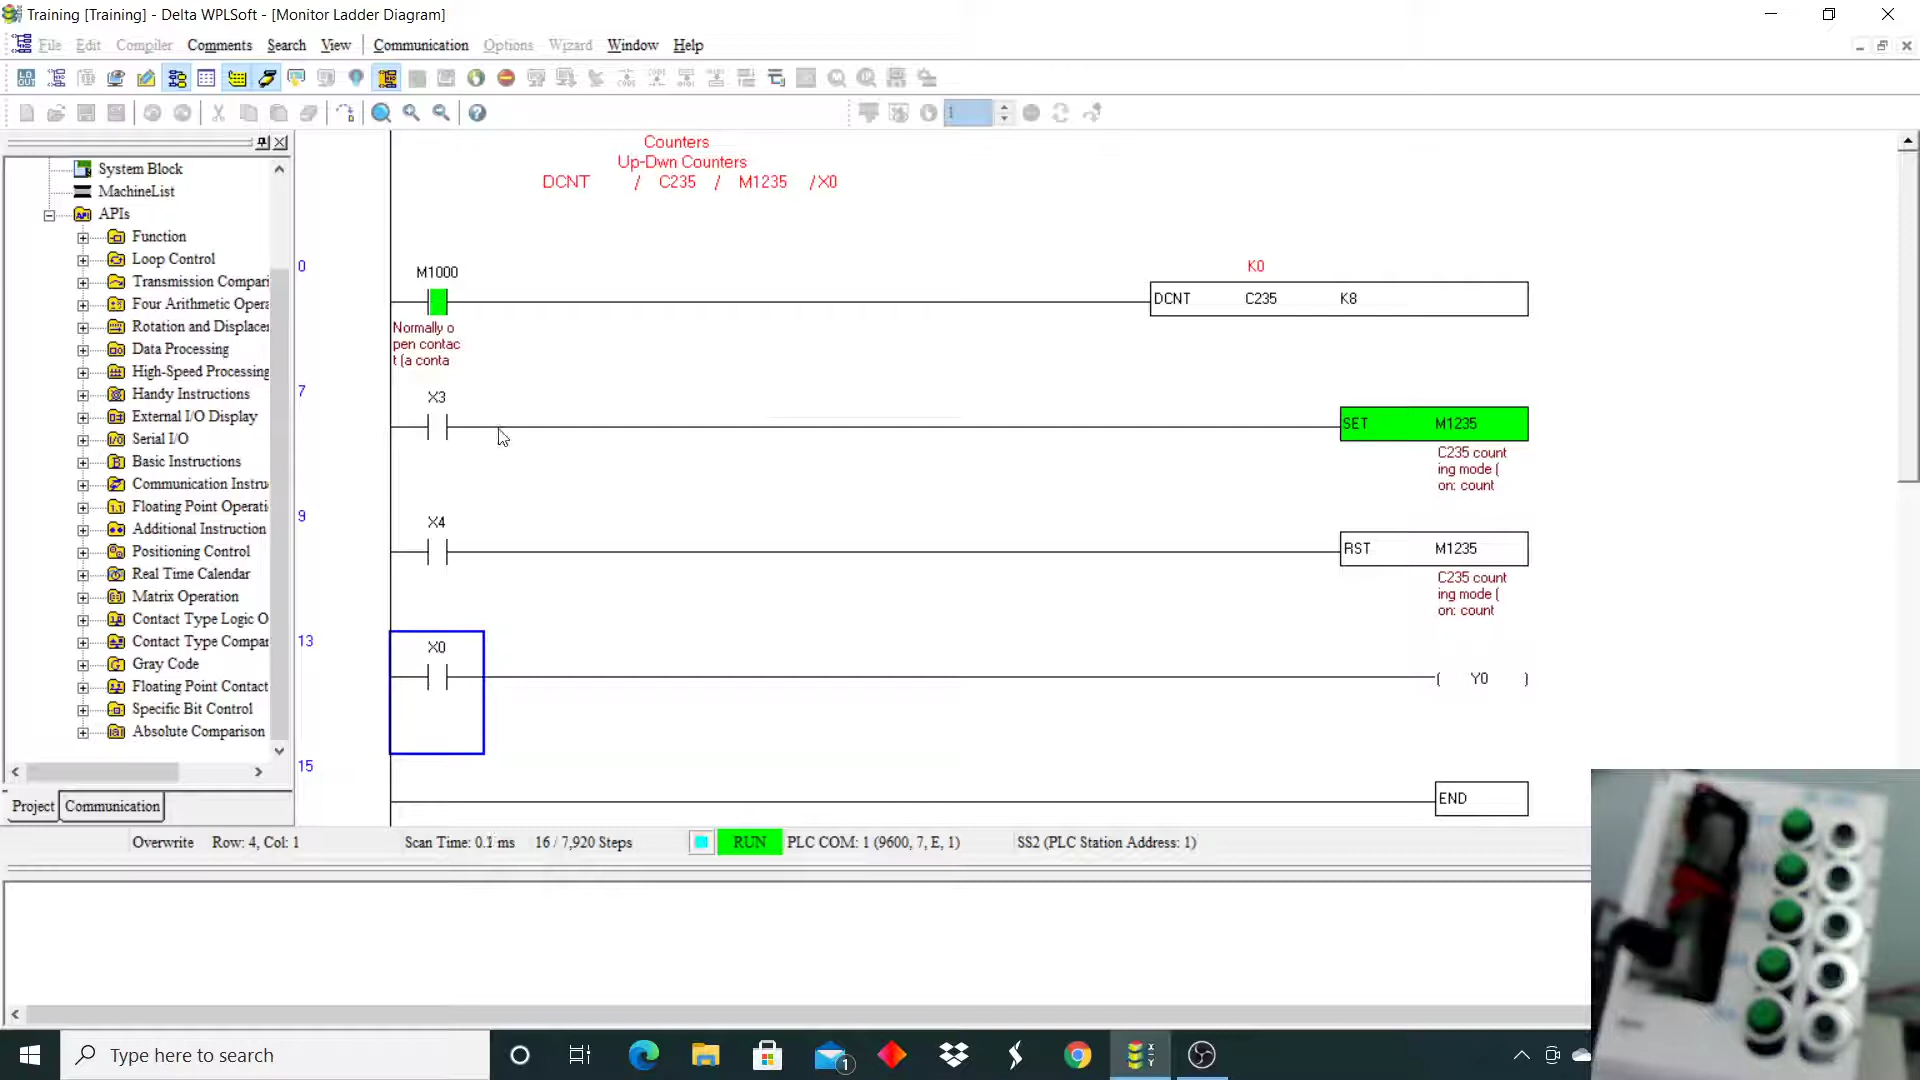 Training [Training] - Delta WPLSoft - [Monitor Ladder Diagram]
File Edit Compiler Comments Search View Communication Options Wizard Window Help
1
System Block
MachineList
APIs
Function
Loop Control
Transmission Compari
Four Arithmetic Opera
Rotation and Displacer
Data Processing
High-Speed Processing
Handy Instructions
External I/O Display
Serial I/O
Basic Instructions
Communication Instru
Floating Point Operati
Additional Instruction
Positioning Control
Real Time Calendar
Matrix Operation
Contact Type Logic O
Contact Type Compar
Gray Code
Floating Point Contact
Specific Bit Control
Absolute Comparison
Project Communication
Counters
Up-Dwn Counters
DCNT / C235 / M1235 /X0
0
M1000
K0
DCNT C235 K8
Normally o
pen contac
t (a conta
7
X3
SET M1235
C235 count
ing mode (
on: count
9
X4
RST M1235
C235 count
ing mode (
on: count
13
X0
( Y0 )
15
END
Overwrite Row: 4, Col: 1 Scan Time: 0.1 ms 16 / 7,920 Steps RUN PLC COM: 1 (9600, 7, E, 1) SS2 (PLC Station Address: 1)
Type here to search
1